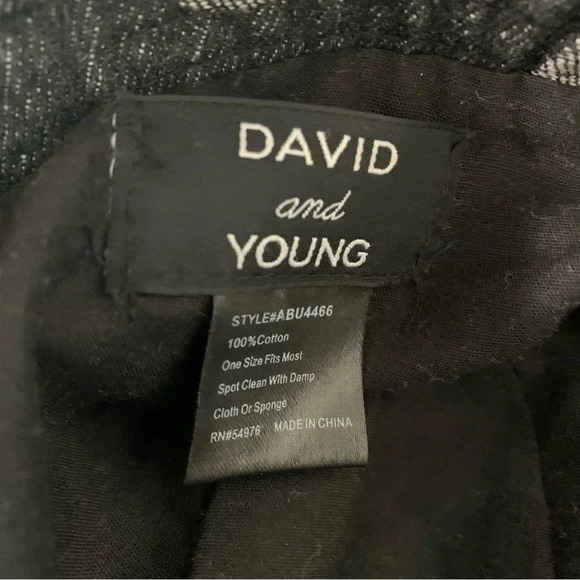 DAVID
and
YOUNG
STYLE#ABU4466
100%Cotton
One Size Fits Most
Spot Clean With Damp
Cloth Or Sponge
RN#54976 MADE IN CHINA